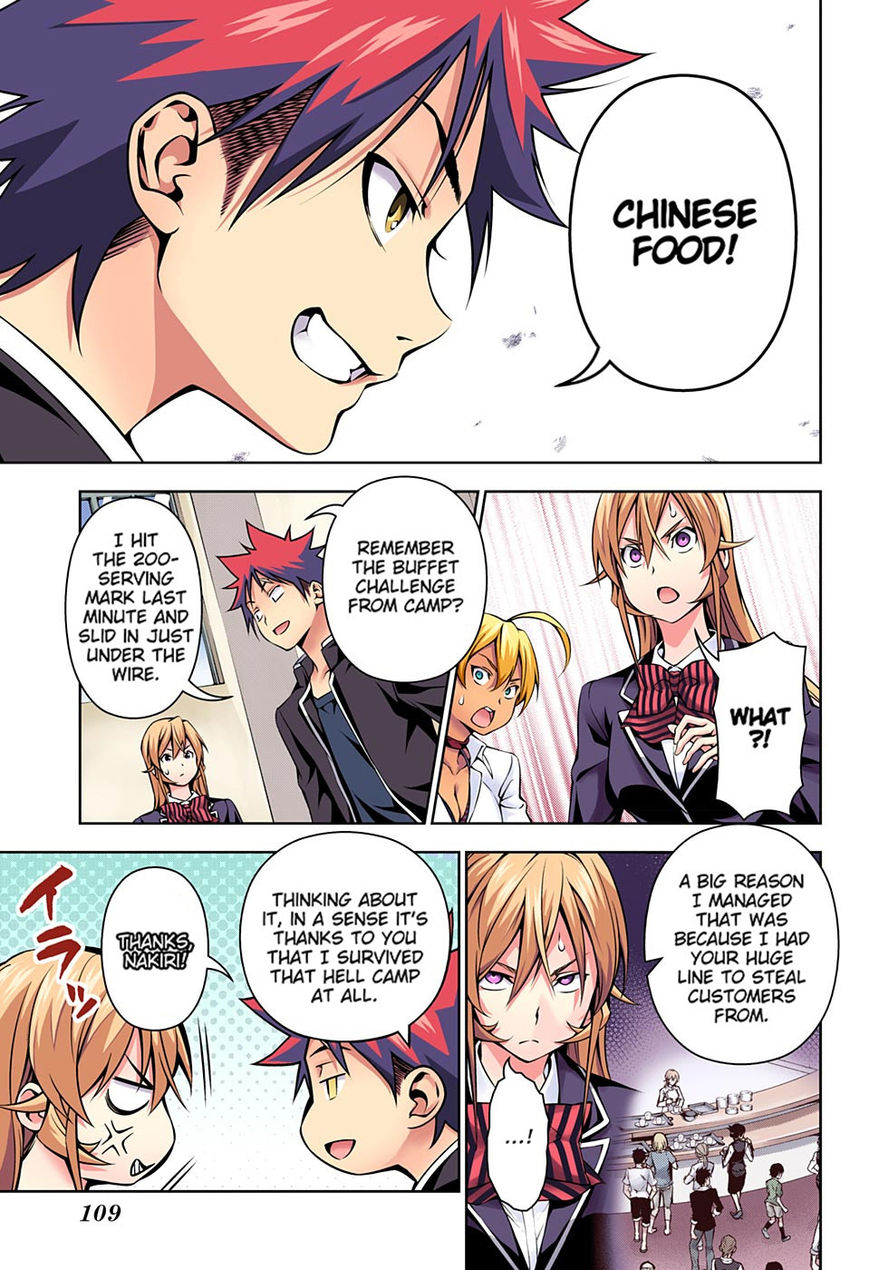 CHINESE
FOOD!
WHAT
?!
REMEMBER
THE BUFFET
CHALLENGE
FROM CAMP?
I HIT
THE 200-
SERVING
MARK LAST
MINUTE AND
SLID IN JUST
UNDER THE
WIRE.
A BIG REASON
I MANAGED
THAT WAS
BECAUSE I HAD
YOUR HUGE
LINE TO STEAL
CUSTOMERS
FROM.
...!
THINKING ABOUT
IT, IN A SENSE IT'S
THANKS TO YOU
THAT I SURVIVED
THAT HELL CAMP
AT ALL.
THANKS,
NAKIRI!
イラッ
109